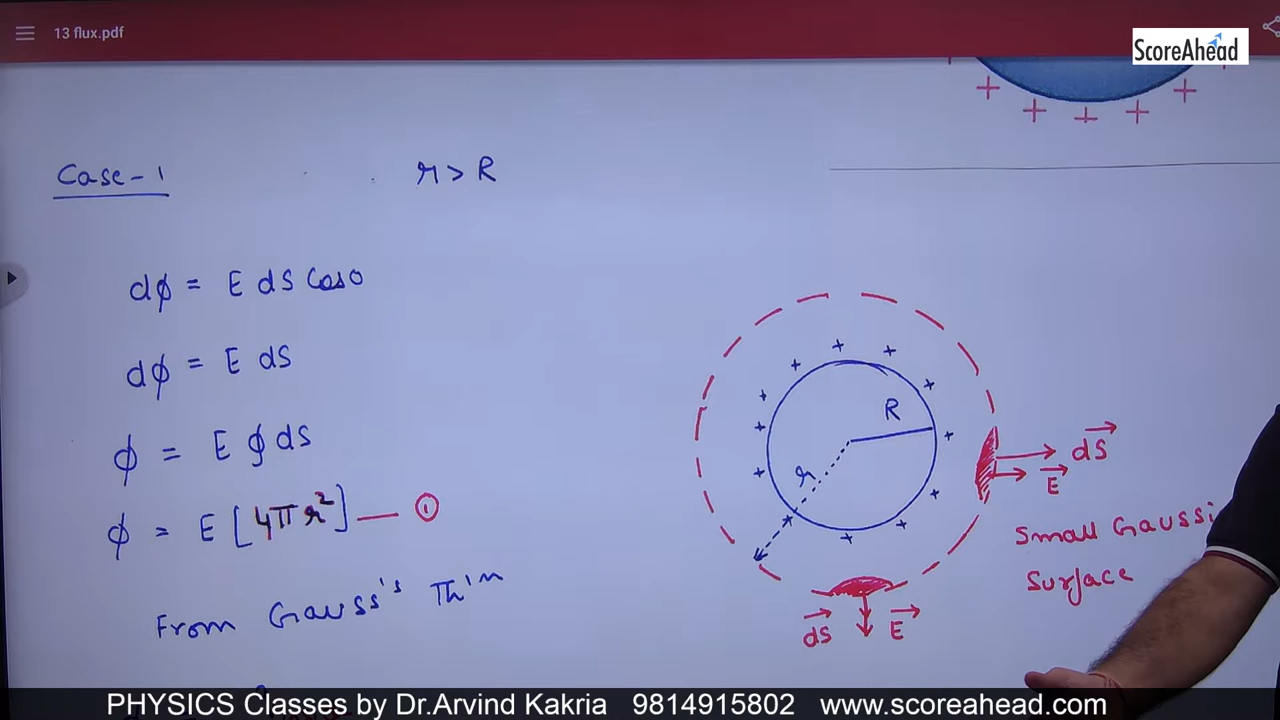 13 flux.pdf
ScoreAhead
Case-1 r > R
dϕ = E ds Cos0
dϕ = E ds
ϕ = E ∮ ds
ϕ = E [4πr²] — ①
From Gauss's Th'm
R
r
ds
E
Small Gaussi
Surface
ds
E
PHYSICS Classes by Dr.Arvind Kakria 9814915802 www.scoreahead.com